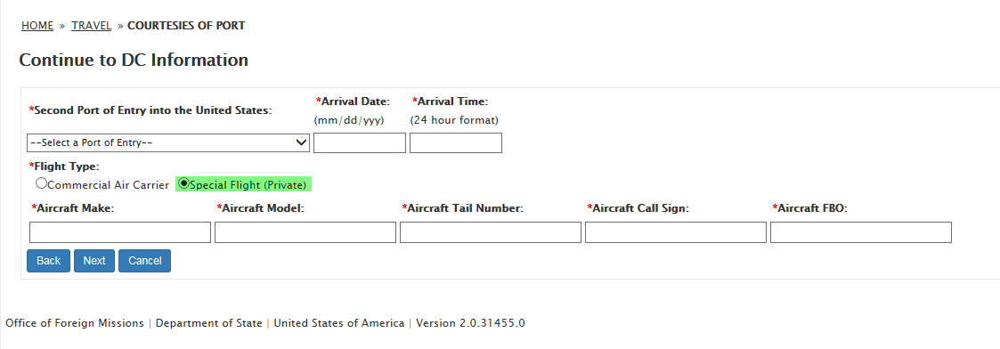 HOME » TRAVEL » COURTESIES OF PORT
Continue to DC Information
*Second Port of Entry into the United States:
*Arrival Date: *Arrival Time:
(mm/dd/yyy) (24 hour format)
--Select a Port of Entry--
*Flight Type:
Commercial Air Carrier Special Flight (Private)
*Aircraft Make: *Aircraft Model: *Aircraft Tail Number: *Aircraft Call Sign: *Aircraft FBO:
Back Next Cancel
Office of Foreign Missions | Department of State | United States of America | Version 2.0.31455.0